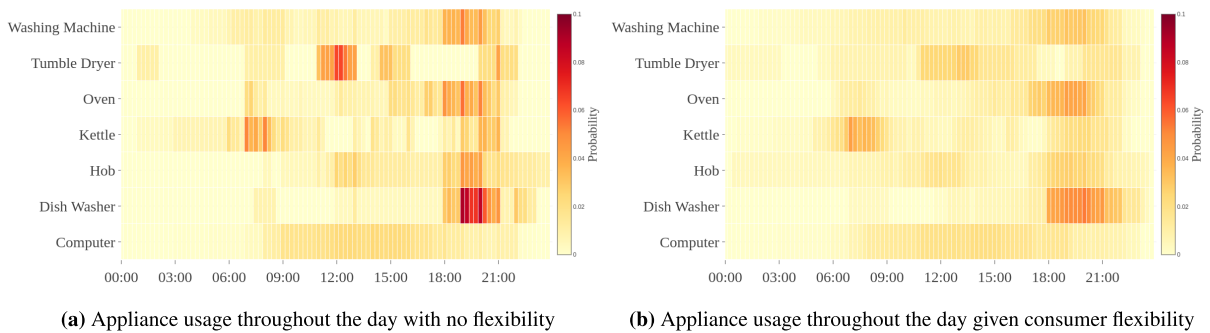 Washing Machine
Tumble Dryer
Oven
Kettle
Hob
Dish Washer
Computer
00:00 03:00 06:00 09:00 12:00 15:00 18:00 21:00
0.1
0.08
0.06
0.04
0.02
0
Probability
(a) Appliance usage throughout the day with no flexibility
Washing Machine
Tumble Dryer
Oven
Kettle
Hob
Dish Washer
Computer
00:00 03:00 06:00 09:00 12:00 15:00 18:00 21:00
0.1
0.08
0.06
0.04
0.02
0
Probability
(b) Appliance usage throughout the day given consumer flexibility